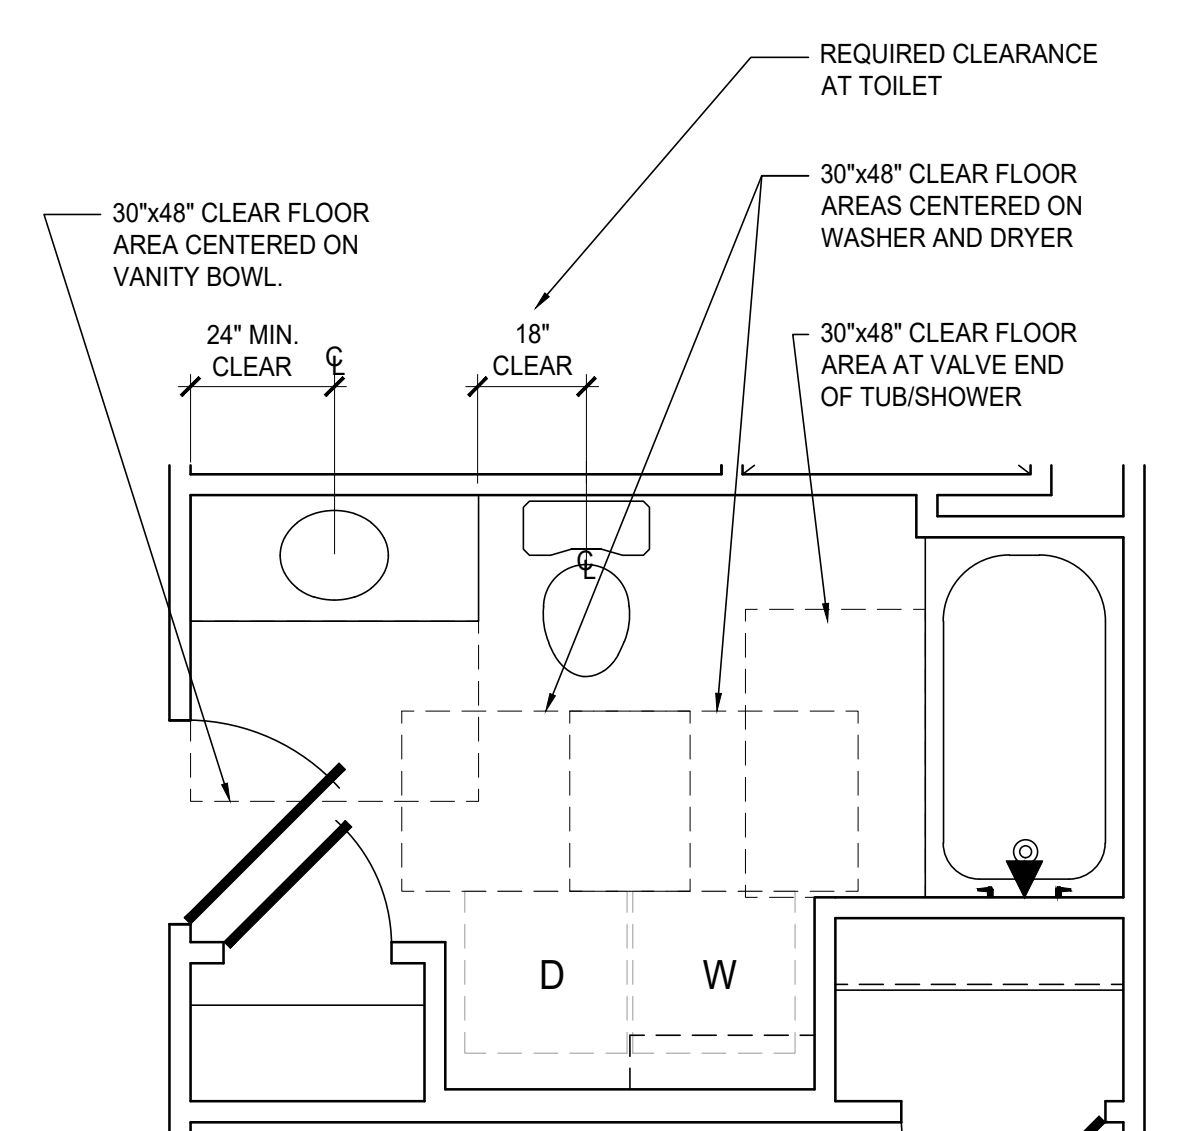 REQUIRED CLEARANCE
AT TOILET
30"x48" CLEAR FLOOR
AREAS CENTERED ON
WASHER AND DRYER
30"x48" CLEAR FLOOR
AREA CENTERED ON
VANITY BOWL.
24" MIN.
CLEAR
℄
18"
CLEAR
30"x48" CLEAR FLOOR
AREA AT VALVE END
OF TUB/SHOWER
℄
D
W